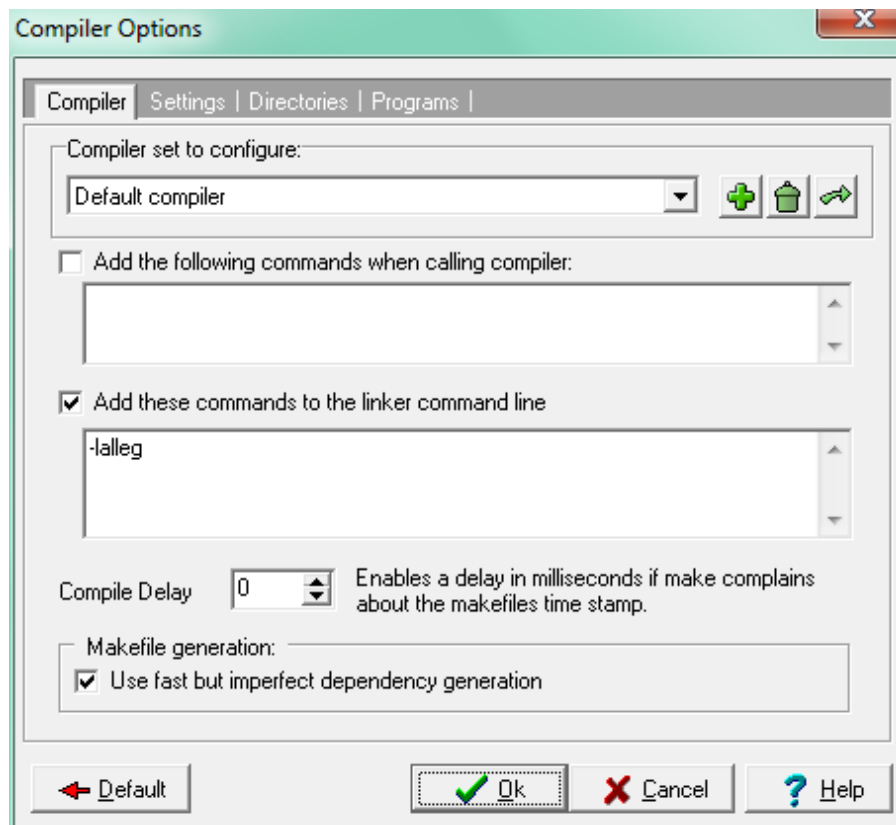 Compiler Options
Compiler | Settings | Directories | Programs |
Compiler set to configure:
Default compiler
Add the following commands when calling compiler:
Add these commands to the linker command line
-lalleg
Compile Delay 0 Enables a delay in milliseconds if make complains
about the makefiles time stamp.
Makefile generation:
Use fast but imperfect dependency generation
Default Ok Cancel ? Help